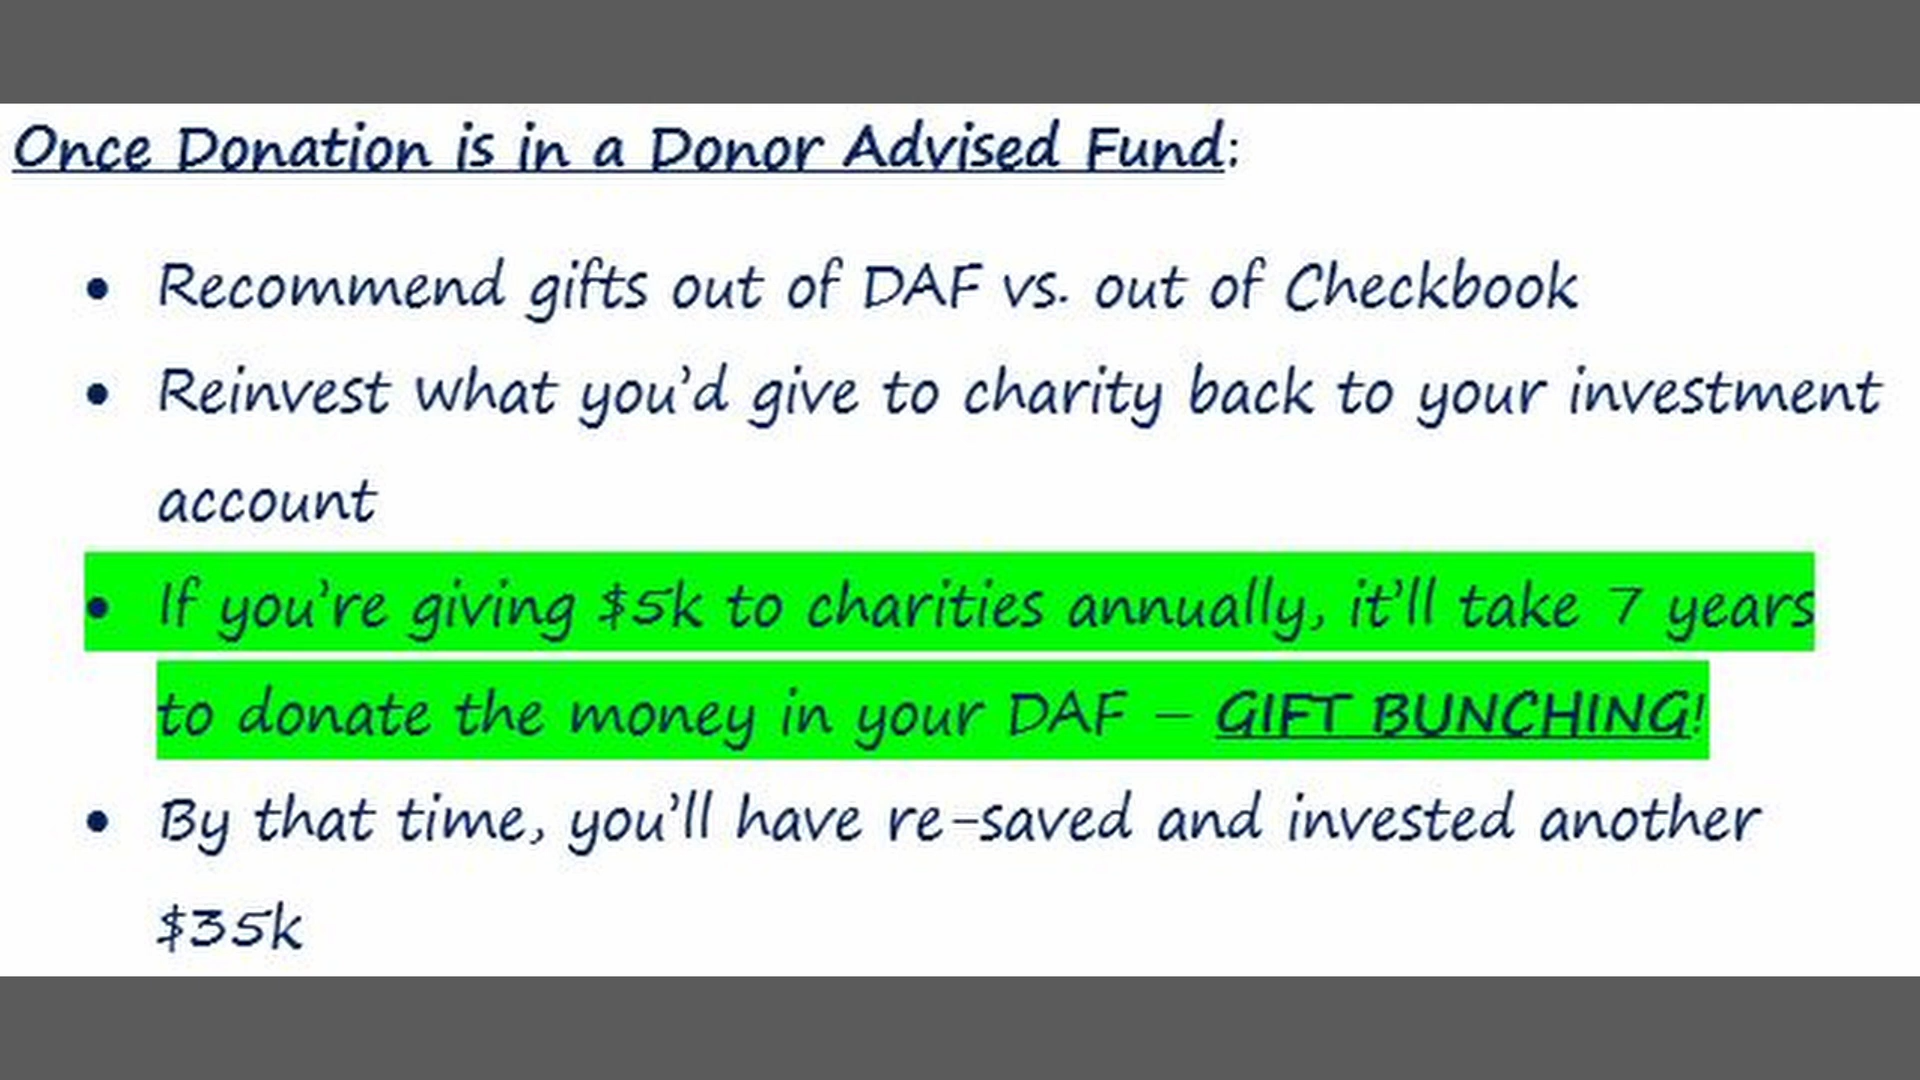 Once Donation is in a Donor Advised Fund:
• Recommend gifts out of DAF vs. out of Checkbook
• Reinvest what you’d give to charity back to your investment
account
• If you’re giving $5k to charities annually, it’ll take 7 years
to donate the money in your DAF – GIFT BUNCHING!
• By that time, you’ll have re-saved and invested another
$35k